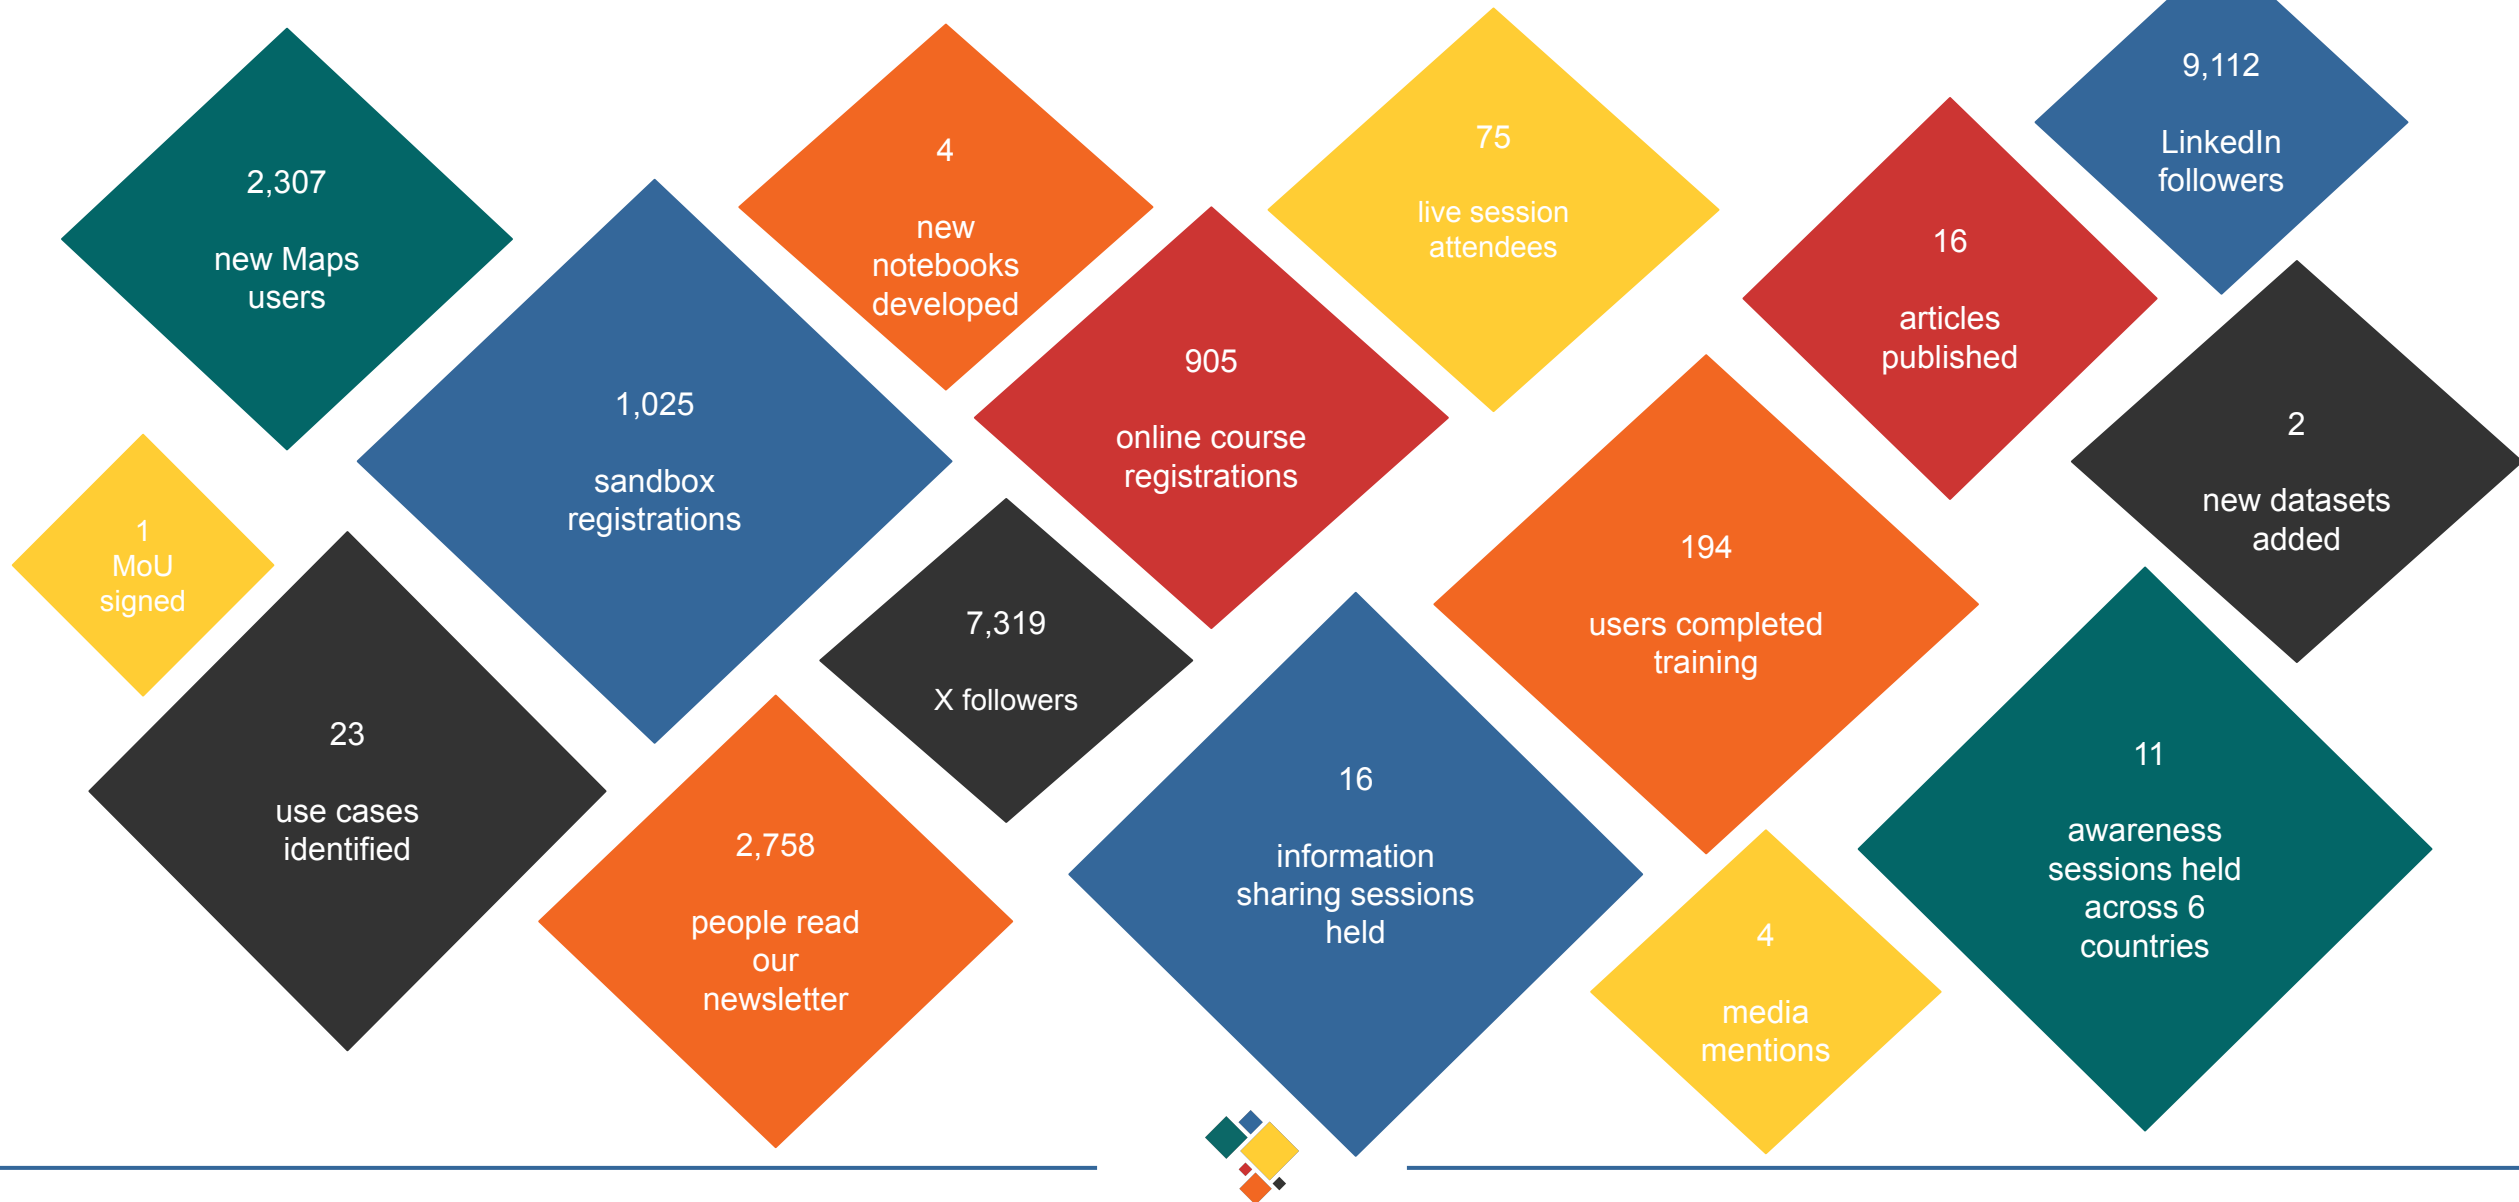 2,307
new Maps
users
4
new
notebooks
developed
75
live session
attendees
9,112
LinkedIn
followers
1,025
sandbox
registrations
905
online course
registrations
16
articles
published
2
new datasets
added
1
MoU
signed
23
use cases
identified
7,319
X followers
194
users completed
training
2,758
people read
our
newsletter
16
information
sharing sessions
held
4
media
mentions
11
awareness
sessions held
across 6
countries